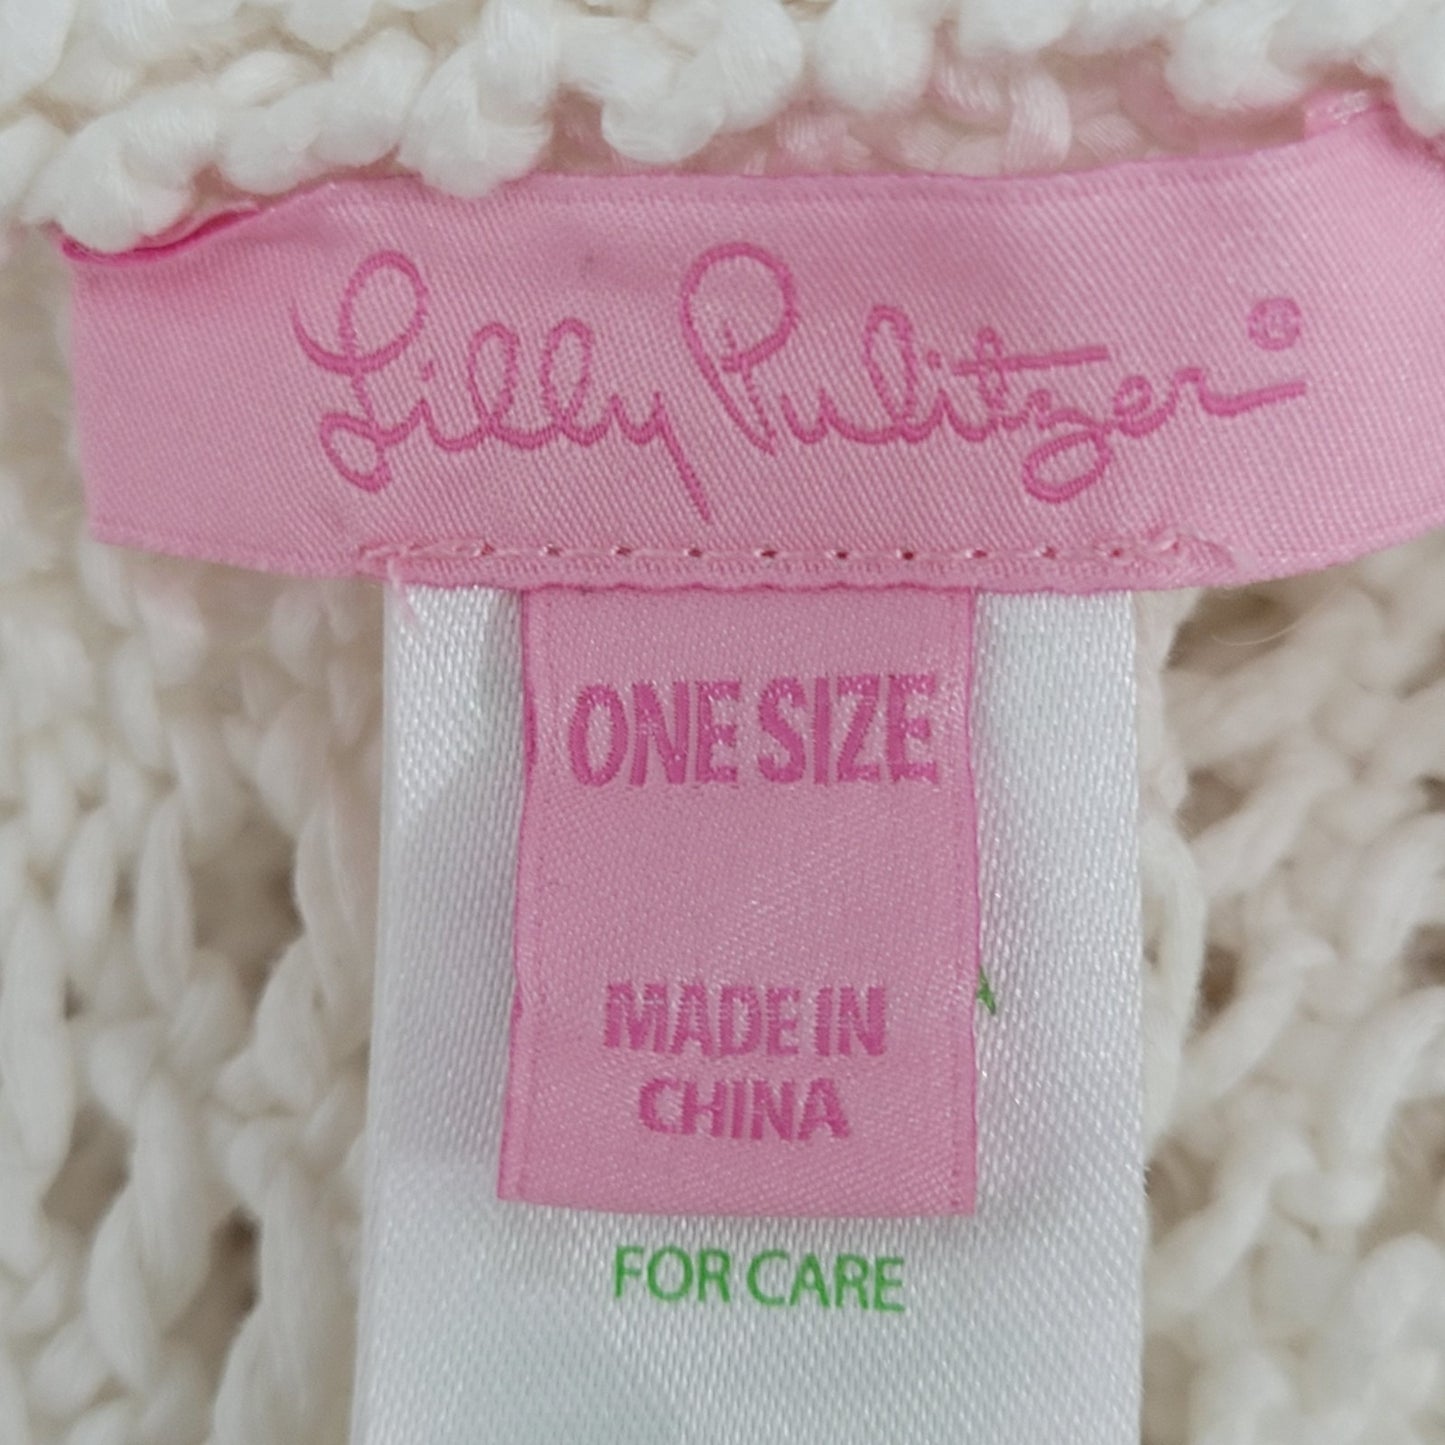 Lilly Pulitzer®
ONE SIZE
MADE IN
CHINA
FOR CARE